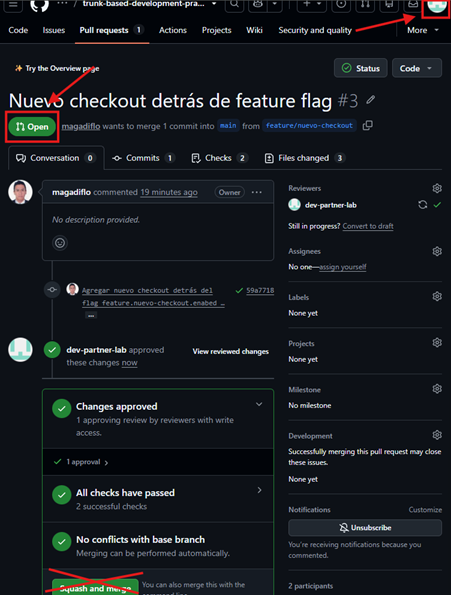 trunk-based-development-pra...
Code Issues Pull requests 1 Actions Projects Wiki Security and quality More
Try the Overview page
Status Code
Nuevo checkout detrás de feature flag #3
Open magadiflo wants to merge 1 commit into main from feature/nuevo-checkout
Conversation 0 Commits 1 Checks 2 Files changed 3
magadiflo commented 19 minutes ago Owner ...
No description provided.
Agregar nuevo checkout detrás del
flag feature.nuevo-checkout.enabed …
59a7718
...
dev-partner-lab approved
these changes now
View reviewed changes
Changes approved
1 approving review by reviewers with write
access.
1 approval
All checks have passed
2 successful checks
No conflicts with base branch
Merging can be performed automatically.
Squash and merge
You can also merge this with the
Reviewers
dev-partner-lab
Still in progress? Convert to draft
Assignees
No one—assign yourself
Labels
None yet
Projects
None yet
Milestone
No milestone
Development
Successfully merging this pull request may close
these issues.
None yet
Notifications Customize
Unsubscribe
You're receiving notifications because you
commented.
2 participants